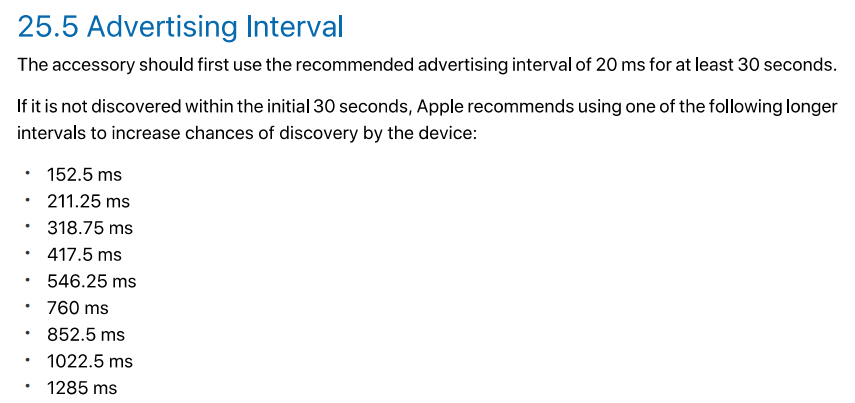 25.5 Advertising Interval
The accessory should first use the recommended advertising interval of 20 ms for at least 30 seconds.
If it is not discovered within the initial 30 seconds, Apple recommends using one of the following longer
intervals to increase chances of discovery by the device:
• 152.5 ms
• 211.25 ms
• 318.75 ms
• 417.5 ms
• 546.25 ms
• 760 ms
• 852.5 ms
• 1022.5 ms
• 1285 ms